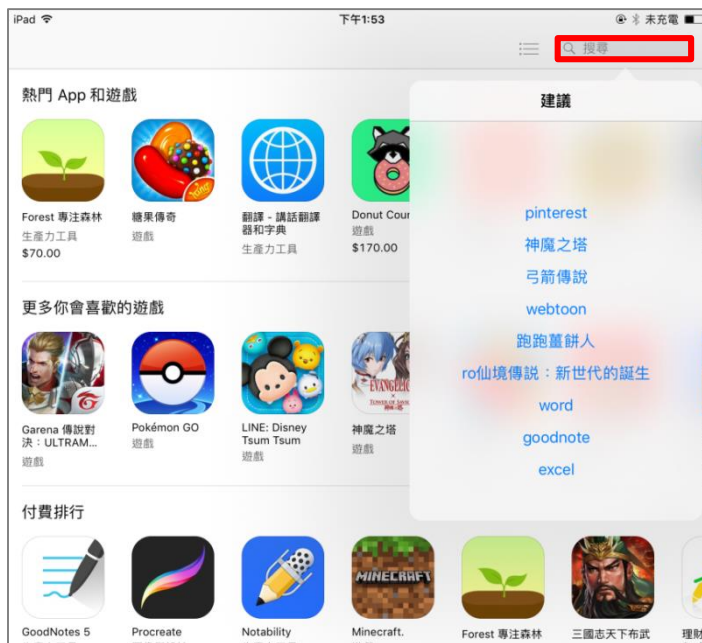 iPad
下午1:53
未充電
搜尋
熱門 App 和遊戲
建議
pinterest
神魔之塔
弓箭傳說
webtoon
跑跑薑餅人
ro仙境傳說：新世代的誕生
word
goodnote
excel
Forest 專注森林
生產力工具
$70.00
糖果傳奇
遊戲
翻譯 - 講話翻譯
器和字典
生產力工具
Donut Coun
遊戲
$170.00
更多你會喜歡的遊戲
Garena 傳說對
決：ULTRAM...
遊戲
Pokémon GO
遊戲
LINE: Disney
Tsum Tsum
遊戲
EVANGELION
神魔之塔
遊戲
付費排行
MINECRAFT
GoodNotes 5
Procreate
Notability
Minecraft.
Forest 專注森林
三國志天下布武
理財